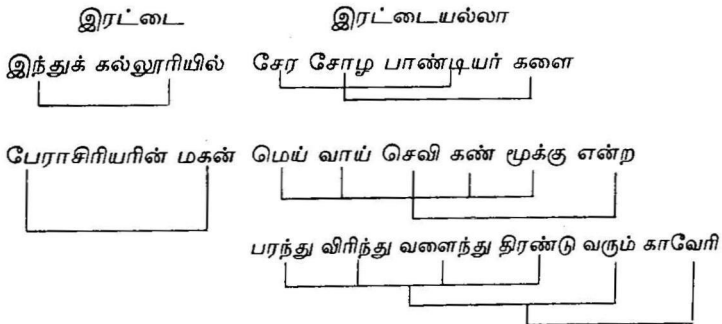 இரட்டை இரட்டையல்லா
இந்துக் கல்லூரியில் சேர சோழ பாண்டியர் களை
பேராசிரியரின் மகன் மெய் வாய் செவி கண் மூக்கு என்ற
பரந்து விரிந்து வளைந்து திரண்டு வரும் காவேரி